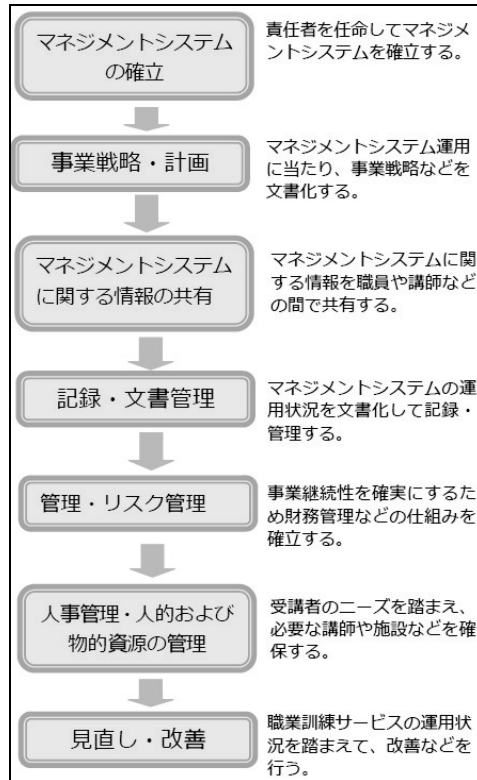 マネジメントシステム
の確立
責任者を任命してマネジメ
ントシステムを確立する。
事業戦略・計画
マネジメントシステム運用
に当たり、事業戦略などを
文書化する。
マネジメントシステム
に関する情報の共有
マネジメントシステムに関
する情報を職員や講師など
の間で共有する。
記録・文書管理
マネジメントシステムの運
用状況を文書化して記録・
管理する。
管理・リスク管理
事業継続性を確実にするた
め財務管理などの仕組みを
確立する。
人事管理・人的および
物的資源の管理
受講者のニーズを踏まえ、
必要な講師や施設などを確
保する。
見直し・改善
職業訓練サービスの運用状
況を踏まえて、改善などを
行う。